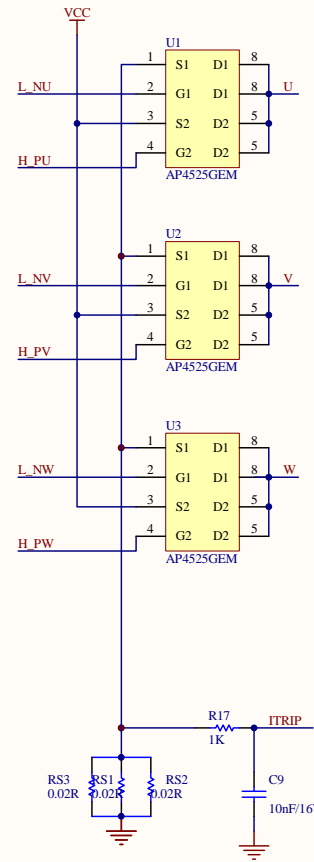 VCC
U1
1 S1 D1 8
L_NU 2 G1 D1 8 U
3 S2 D2 5
H_PU 4 G2 D2 5
AP4525GEM
U2
1 S1 D1 8
L_NV 2 G1 D1 8 V
3 S2 D2 5
H_PV 4 G2 D2 5
AP4525GEM
U3
1 S1 D1 8
L_NW 2 G1 D1 8 W
3 S2 D2 5
H_PW 4 G2 D2 5
AP4525GEM
R17 ITRIP
1K
RS3 RS1 RS2 C9
0.02R 0.02R 0.02R
10nF/16